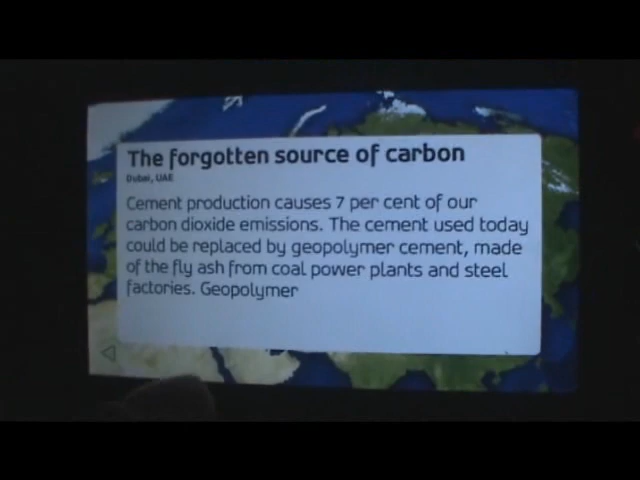 The forgotten source of carbon
Dubai, UAE
Cement production causes 7 per cent of our
carbon dioxide emissions. The cement used today
could be replaced by geopolymer cement, made
of the fly ash from coal power plants and steel
factories. Geopolymer